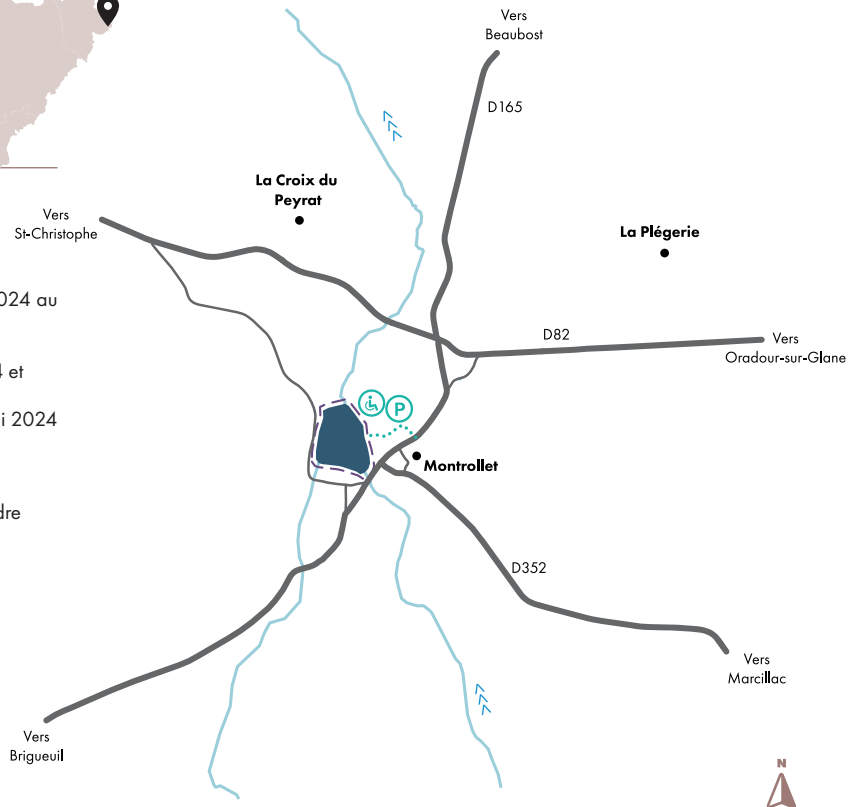 Vers
Beaubost
D165
La Croix du
Peyrat
Vers
St-Christophe
La Plégerie
024 au
D82
Vers
Oradour-sur-Glane
4 et
i 2024
P
Montrollet
dre
D352
Vers
Marcillac
Vers
Brigueuil
N